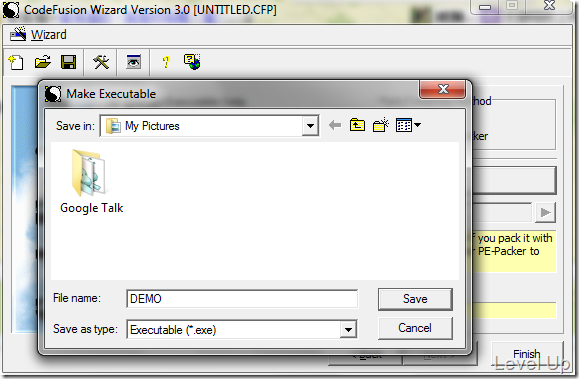 CodeFusion Wizard Version 3.0 [UNTITLED.CFP]
Wizard
Make Executable
Save in: My Pictures
Google Talk
File name: DEMO Save
Save as type: Executable (*.exe) Cancel
hod
ker
f you pack it with
PE-Packer to
Back
Finish
Level Up